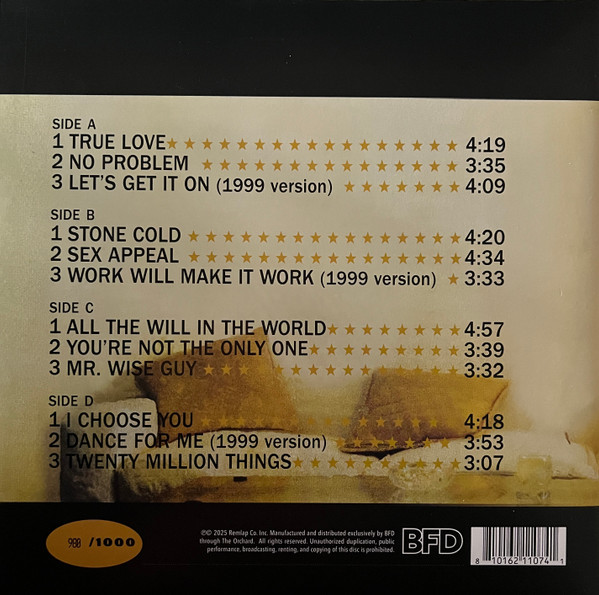 SIDE A
1 TRUE LOVE ★★★★★★★★★★★★★★★★★★ 4:19
2 NO PROBLEM ★★★★★★★★★★★★★★★ 3:35
3 LET'S GET IT ON (1999 version) ★★★★★★★ 4:09
SIDE B
1 STONE COLD ★★★★★★★★★★★★★★★★ 4:20
2 SEX APPEAL ★★★★★★★★★★★★★★★★ 4:34
3 WORK WILL MAKE IT WORK (1999 version) ★ 3:33
SIDE C
1 ALL THE WILL IN THE WORLD ★★★★★★★★ 4:57
2 YOU'RE NOT THE ONLY ONE ★★★★★★★★★ 3:39
3 MR. WISE GUY ★★★★★★★★★★★★★★★ 3:32
SIDE D
1 I CHOOSE YOU ★★★★★★★★★★★★★★★ 4:18
2 DANCE FOR ME (1999 version) ★★★★★★★★ 3:53
3 TWENTY MILLION THINGS ★★★★★★★★★★ 3:07
988 /1000
℗© 2025 Remlap Co. Inc. Manufactured and distributed exclusively by BFD
through The Orchard. All rights reserved. Unauthorized duplication, public
performance, broadcasting, renting, and copying of this disc is prohibited.
BFD
8 10162 11074 1